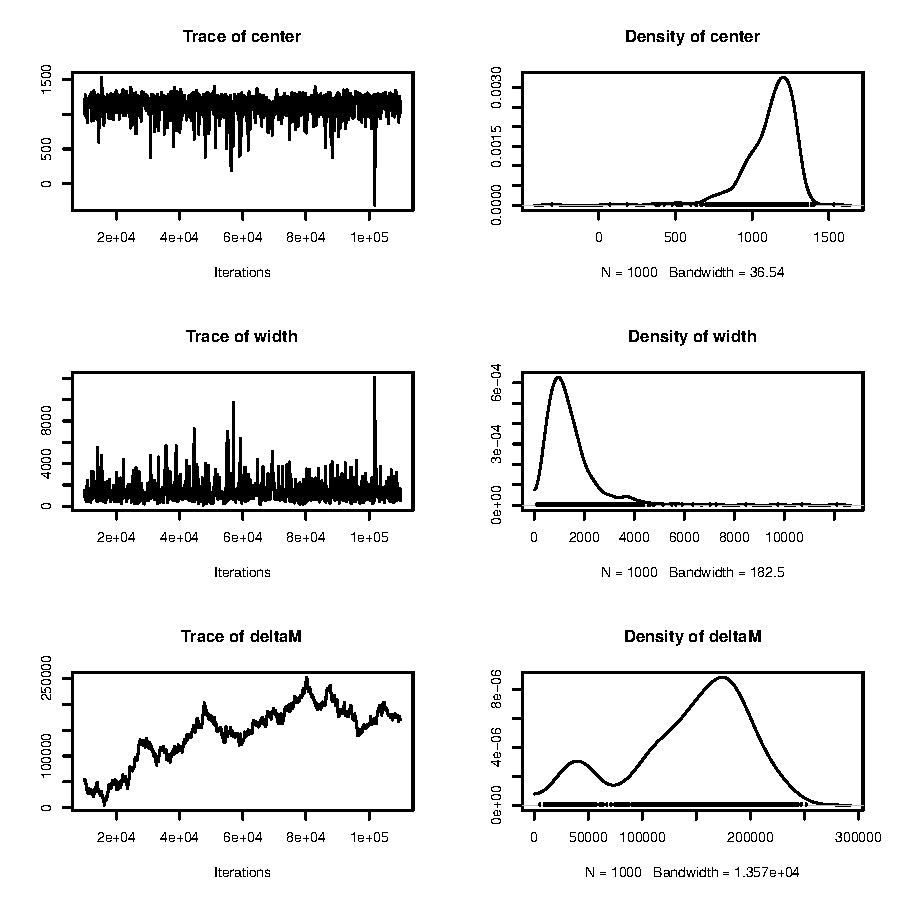 Trace of center
Density of center
1500
500
0
2e+04 4e+04 6e+04 8e+04 1e+05
Iterations
0.0030
0.0015
0.0000
0 500 1000 1500
N = 1000 Bandwidth = 36.54
Trace of width
Density of width
8000
4000
0
2e+04 4e+04 6e+04 8e+04 1e+05
Iterations
6e-04
3e-04
0e+00
0 2000 4000 6000 8000 10000
N = 1000 Bandwidth = 182.5
Trace of deltaM
Density of deltaM
250000
100000
0
2e+04 4e+04 6e+04 8e+04 1e+05
Iterations
8e-06
4e-06
0e+00
0 50000 100000 200000 300000
N = 1000 Bandwidth = 1.357e+04